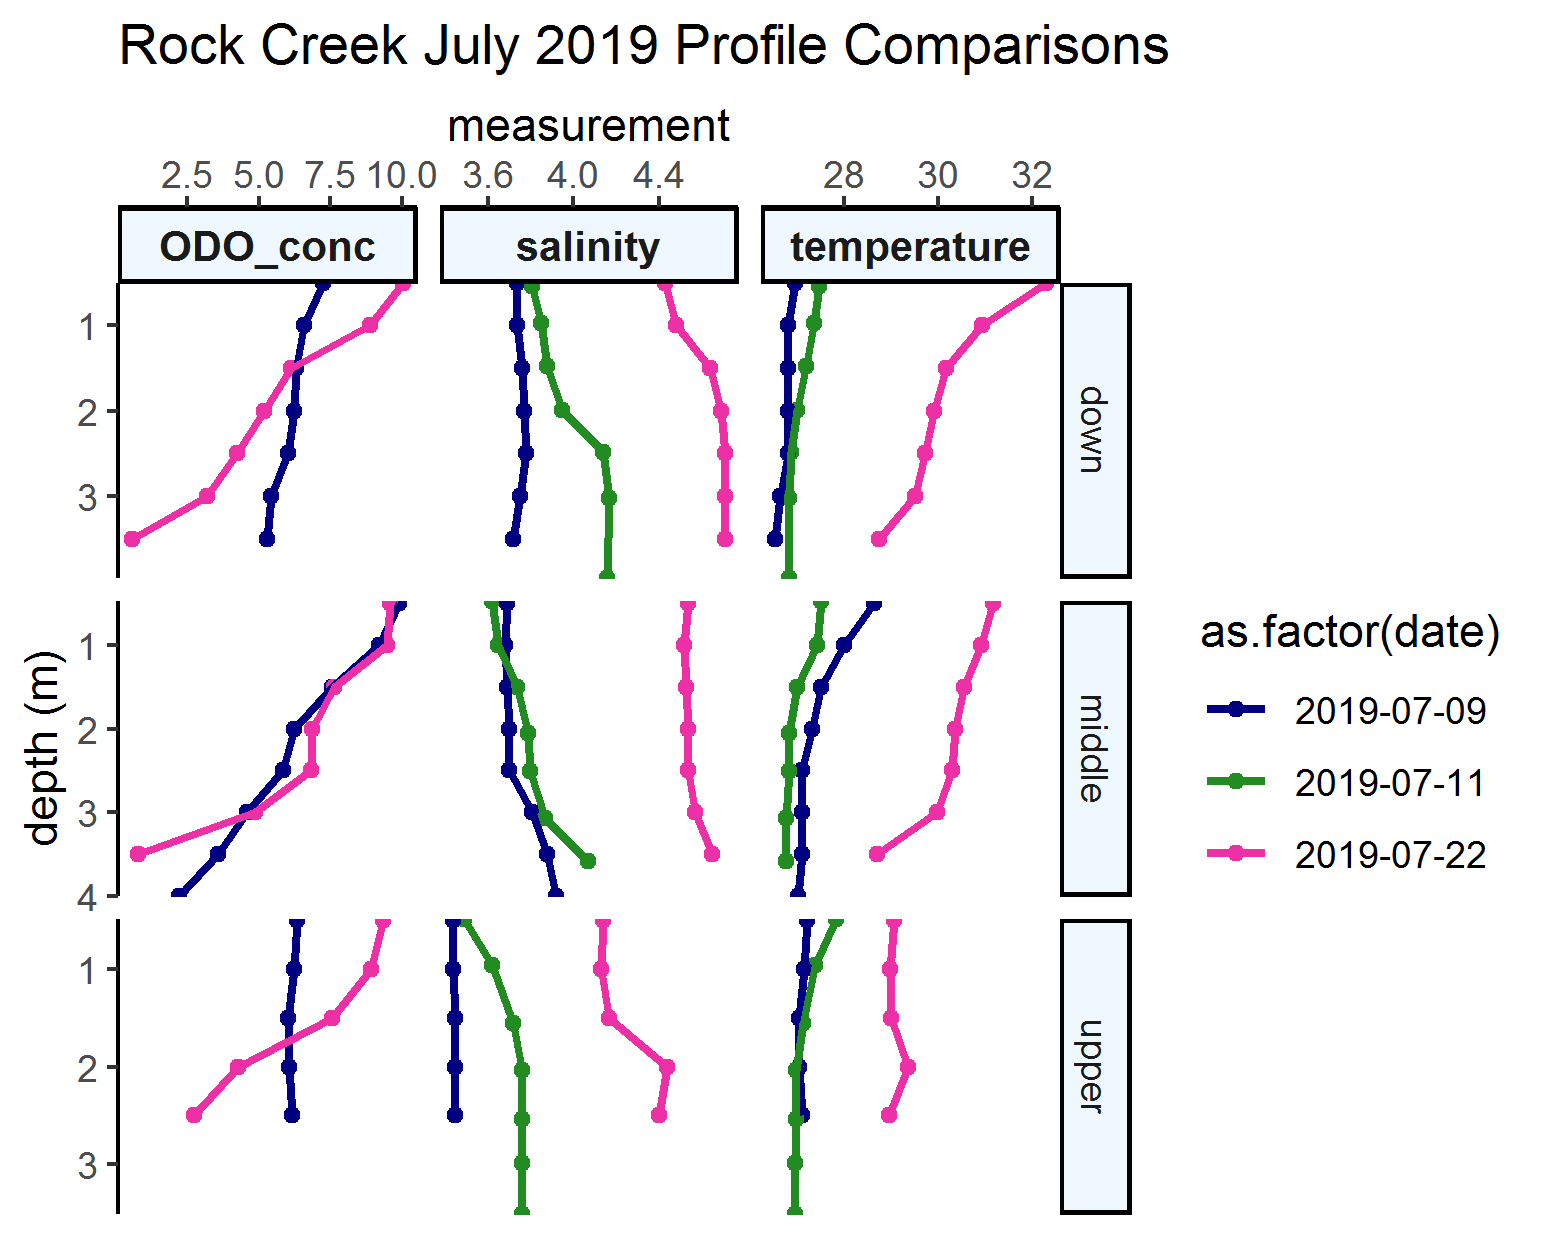 Rock Creek July 2019 Profile Comparisons
measurement
2.5 5.0 7.5 10.0 3.6 4.0 4.4 28 30 32
ODO_conc salinity temperature
1
2
3
down
depth (m)
1
2
3
4
middle
1
2
3
upper
as.factor(date)
2019-07-09
2019-07-11
2019-07-22